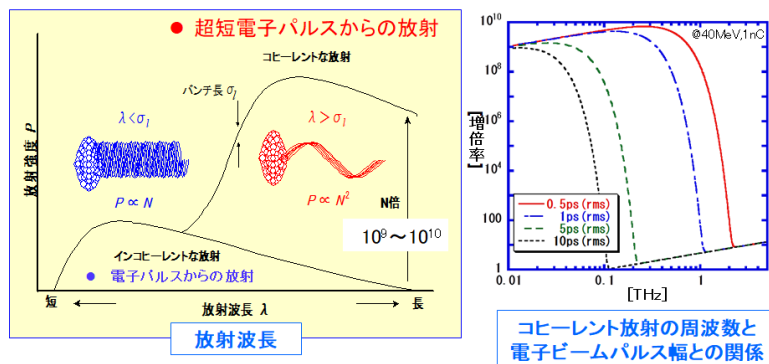 ● 超短電子パルスからの放射
コヒーレントな放射
バンチ長 σl
λ<σl
λ>σl
P∝N
P∝N²
N倍
10⁹～10¹⁰
インコヒーレントな放射
● 電子パルスからの放射
放射強度 P
短
長
放射波長 λ
放射波長
@40MeV,1nC
10¹⁰
10⁸
10⁶
10⁴
100
1
[増倍率]
0.5ps(rms)
1ps(rms)
5ps(rms)
10ps(rms)
0.01
0.1
1
[THz]
コヒーレント放射の周波数と
電子ビームパルス幅との関係